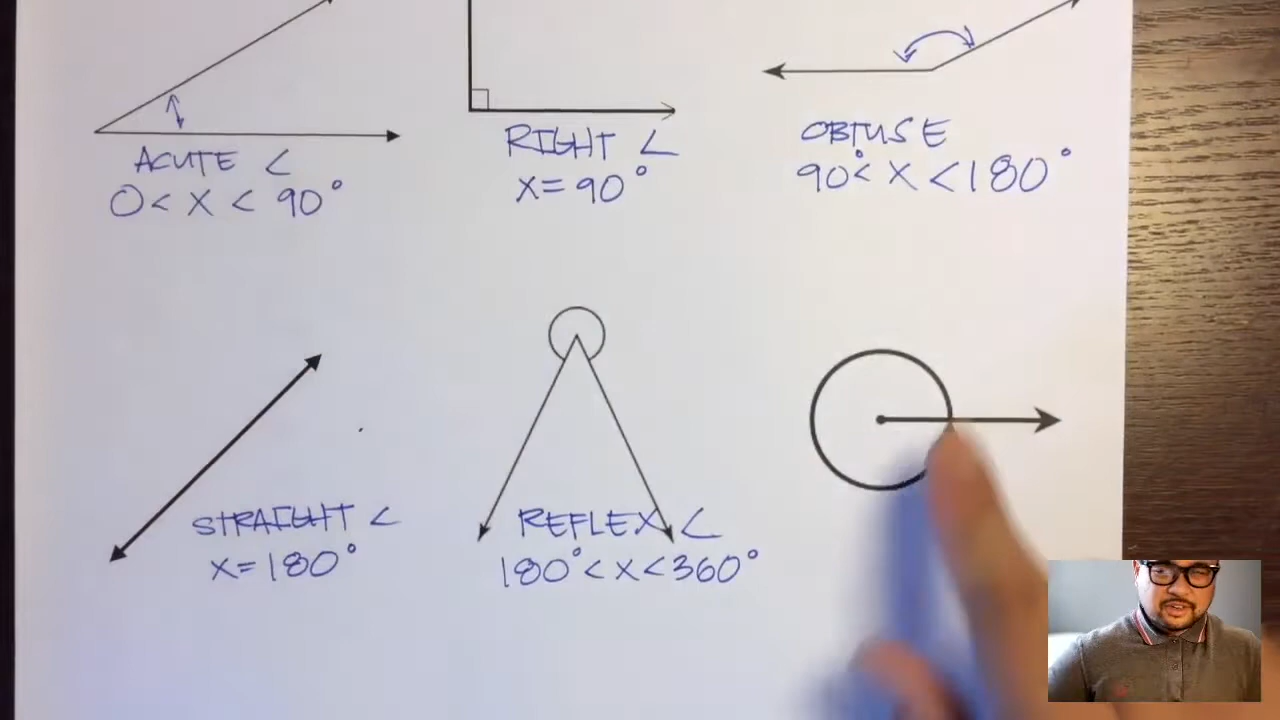 ACUTE <
0 < X < 90°
RIGHT <
X = 90°
OBTUSE
90° < X < 180°
STRAIGHT <
X = 180°
REFLEX <
180° < X < 360°